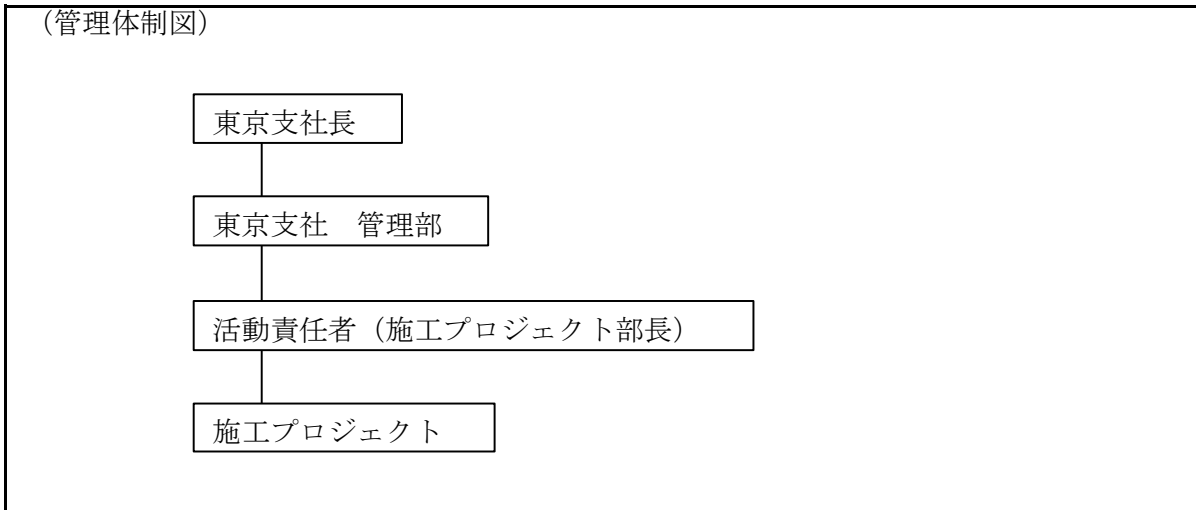 （管理体制図）
東京支社長
東京支社　管理部
活動責任者（施工プロジェクト部長）
施工プロジェクト